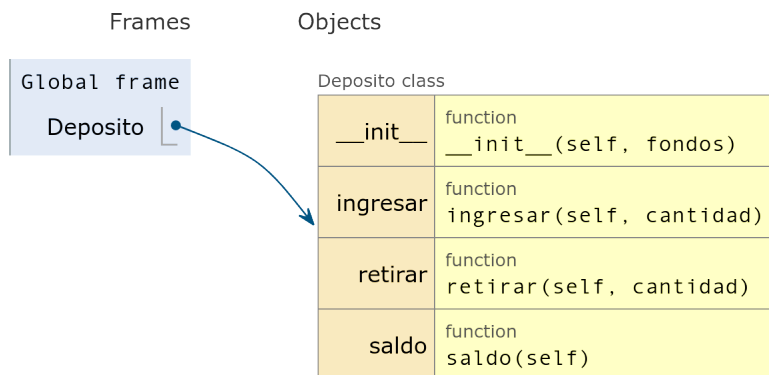 Frames
Objects
Global frame
Deposito
Deposito class
__init__
function
__init__(self, fondos)
ingresar
function
ingresar(self, cantidad)
retirar
function
retirar(self, cantidad)
saldo
function
saldo(self)